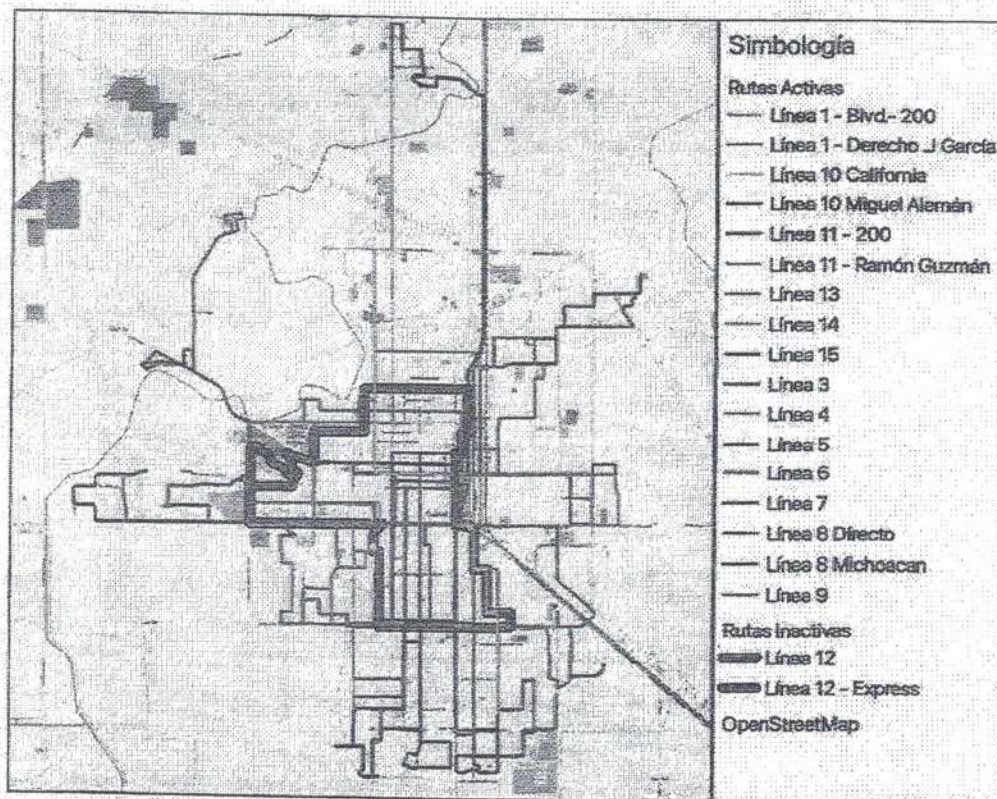 Simbología
Rutas Activas
Línea 1 - Blvd.- 200
Línea 1 - Derecho J García
Línea 10 California
Línea 10 Miguel Alemán
Línea 11 - 200
Línea 11 - Ramón Guzmán
Línea 13
Línea 14
Línea 15
Línea 3
Línea 4
Línea 5
Línea 6
Línea 7
Línea 8 Directo
Línea 8 Michoacan
Línea 9
Rutas Inactivas
Línea 12
Línea 12 - Express
OpenStreetMap